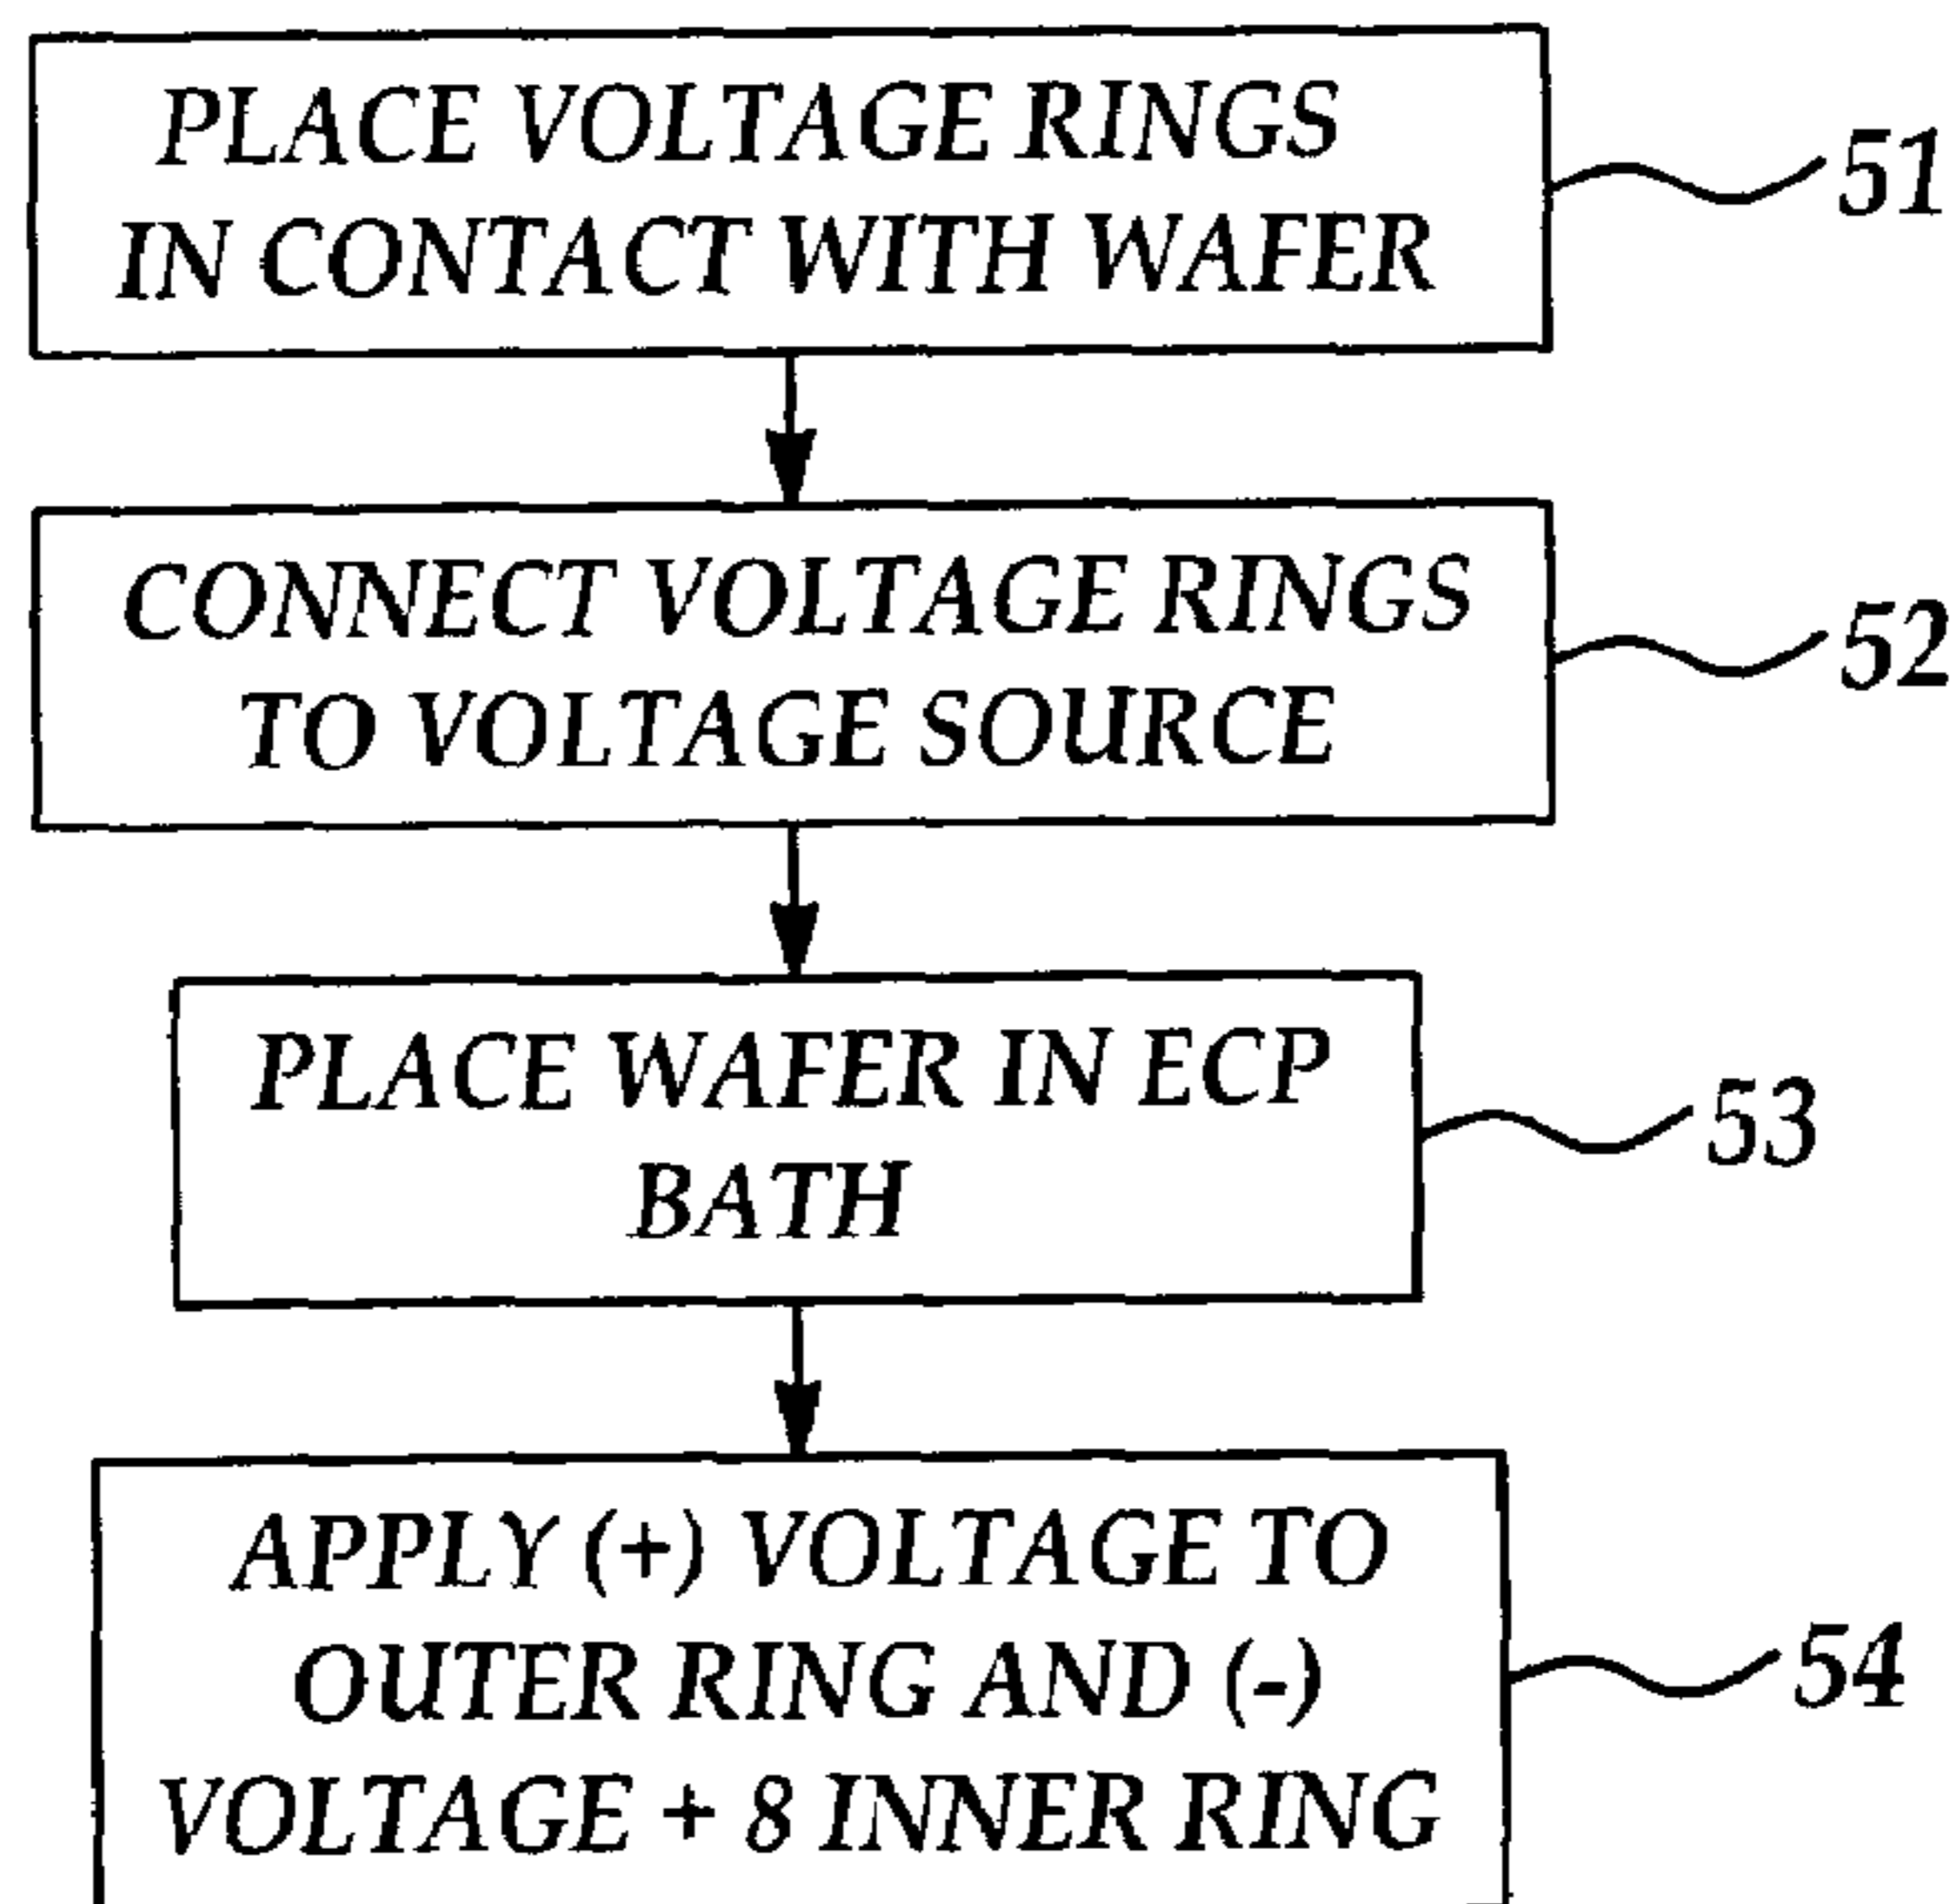 PLACE VOLTAGE RINGS
IN CONTACT WITH WAFER
51
CONNECT VOLTAGE RINGS
TO VOLTAGE SOURCE
52
PLACE WAFER IN ECP
BATH
53
APPLY (+) VOLTAGE TO
OUTER RING AND (-)
VOLTAGE + 8 INNER RING
54